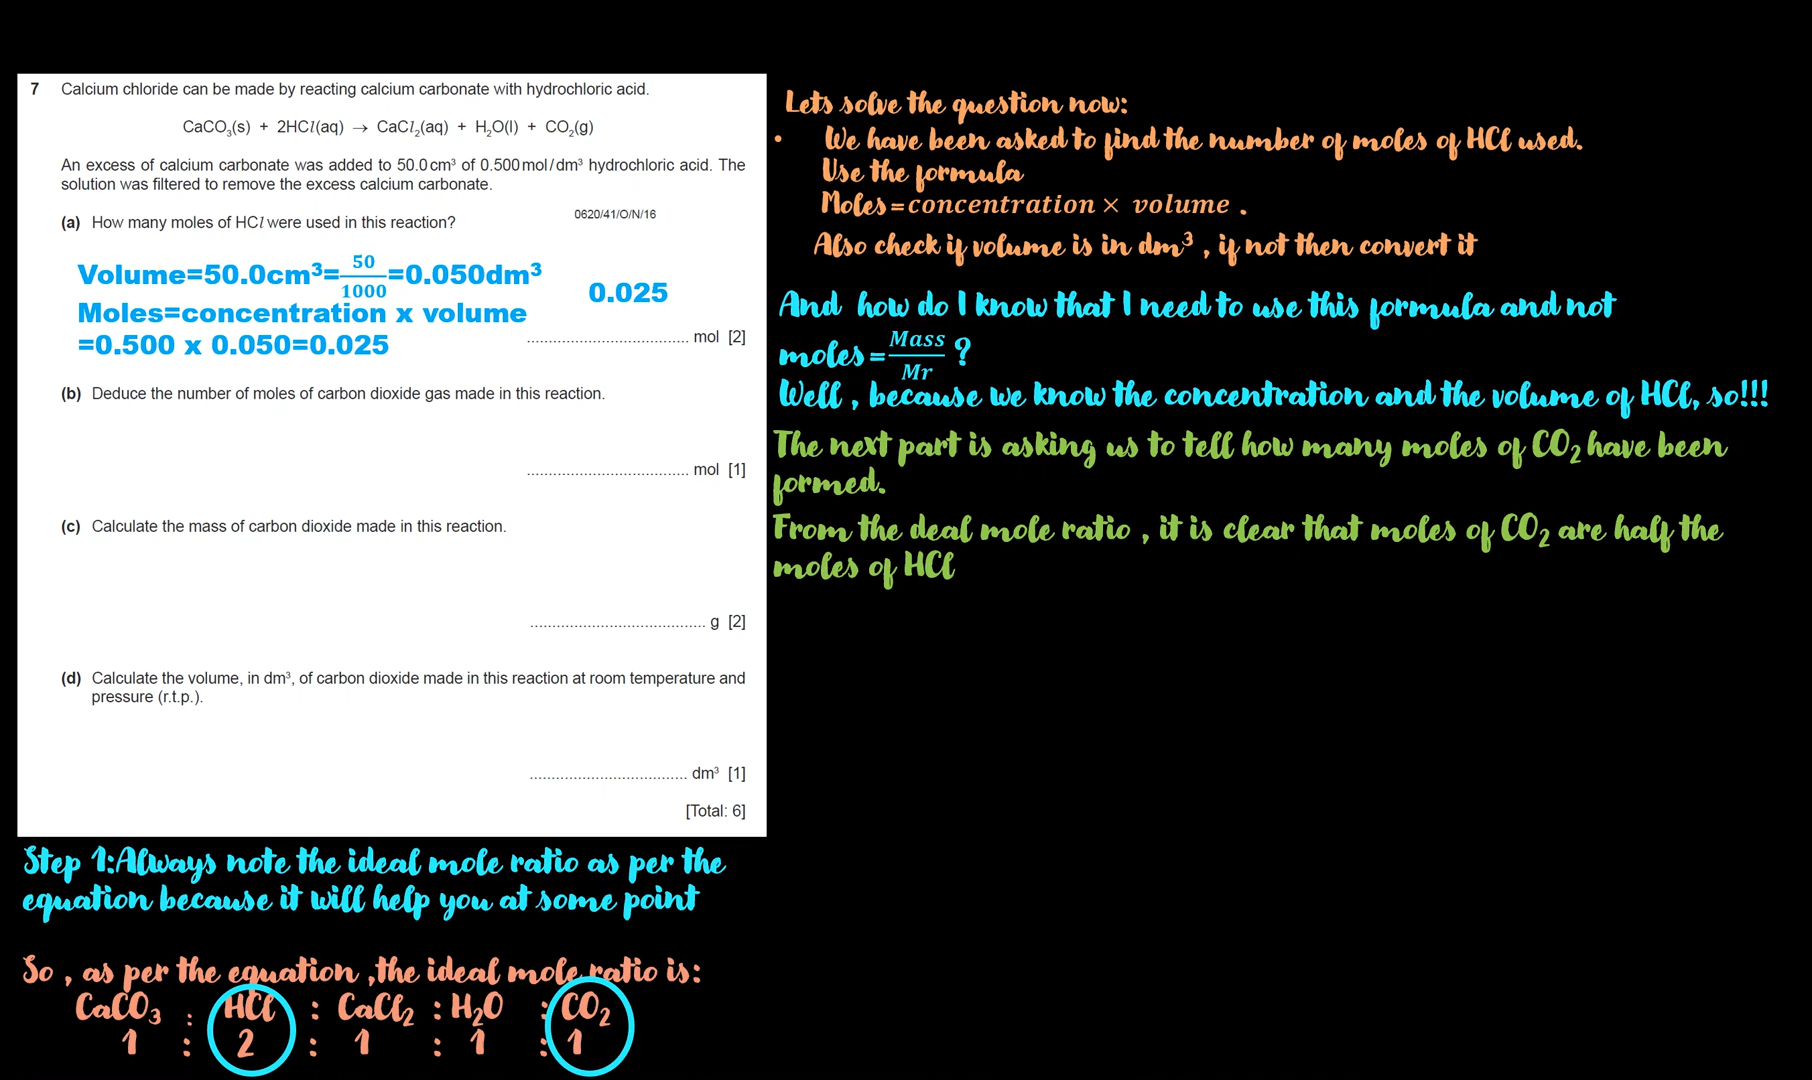 7 Calcium chloride can be made by reacting calcium carbonate with hydrochloric acid.
CaCO₃(s) + 2HCl(aq) → CaCl₂(aq) + H₂O(l) + CO₂(g)
An excess of calcium carbonate was added to 50.0 cm³ of 0.500 mol/dm³ hydrochloric acid. The
solution was filtered to remove the excess calcium carbonate.
(a) How many moles of HCl were used in this reaction? 0620/41/O/N/16
Volume=50.0cm³=50/1000=0.050dm³
Moles=concentration x volume
=0.500 x 0.050=0.025
0.025
.................................... mol [2]
(b) Deduce the number of moles of carbon dioxide gas made in this reaction.
.................................... mol [1]
(c) Calculate the mass of carbon dioxide made in this reaction.
....................................... g [2]
(d) Calculate the volume, in dm³, of carbon dioxide made in this reaction at room temperature and
pressure (r.t.p.).
................................... dm³ [1]
[Total: 6]
Step 1:Always note the ideal mole ratio as per the
equation because it will help you at some point
So , as per the equation ,the ideal mole ratio is:
CaCO₃ : HCl : CaCl₂ : H₂O : CO₂
1 : 2 : 1 : 1 : 1
Lets solve the question now:
• We have been asked to find the number of moles of HCl used.
Use the formula
Moles=concentration × volume .
Also check if volume is in dm³ , if not then convert it
And how do I know that I need to use this formula and not
moles=Mass/Mr ?
Well , because we know the concentration and the volume of HCl, so!!!
The next part is asking us to tell how many moles of CO₂ have been
formed.
From the deal mole ratio , it is clear that moles of CO₂ are half the
moles of HCl